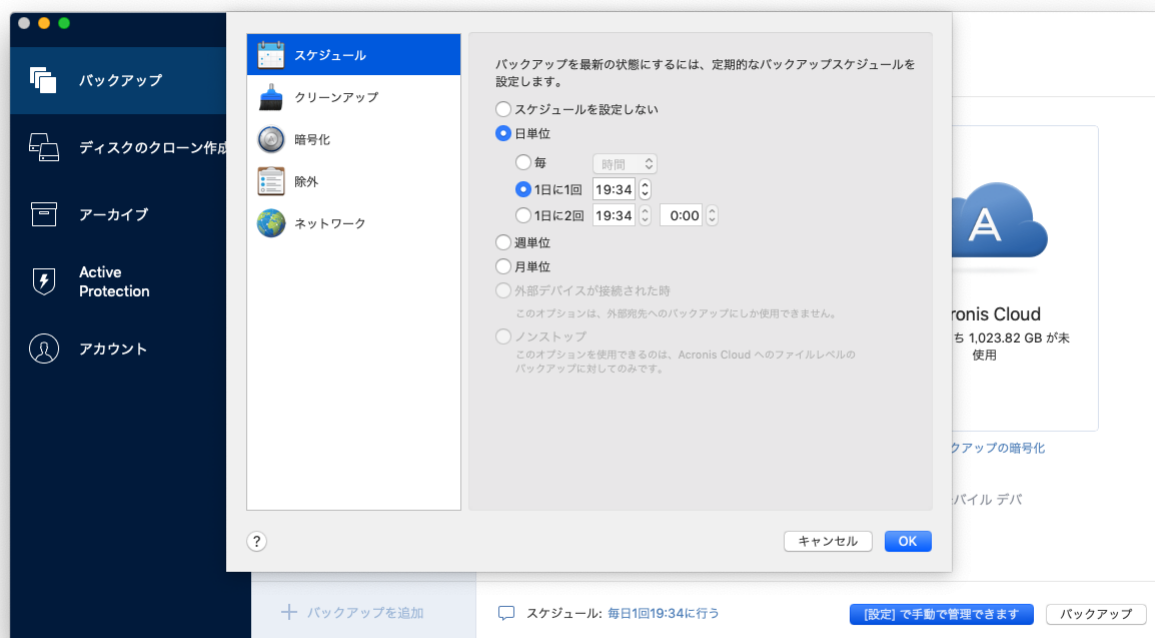 バックアップ
ディスクのクローン作成
アーカイブ
Active
Protection
アカウント
スケジュール
クリーンアップ
暗号化
除外
ネットワーク
バックアップを最新の状態にするには、定期的なバックアップスケジュールを
設定します。
スケジュールを設定しない
日単位
毎 時間
1日に1回 19:34
1日に2回 19:34 0:00
週単位
月単位
外部デバイスが接続された時
このオプションは、外部宛先へのバックアップにしか使用できません。
ノンストップ
このオプションを使用できるのは、Acronis Cloud へのファイルレベルの
バックアップに対してのみです。
? キャンセル OK
A
ronis Cloud
ち 1,023.82 GB が未
使用
クアップの暗号化
バイル デバ
バックアップを追加
スケジュール: 毎日1回19:34に行う
[設定] で手動で管理できます
バックアップ